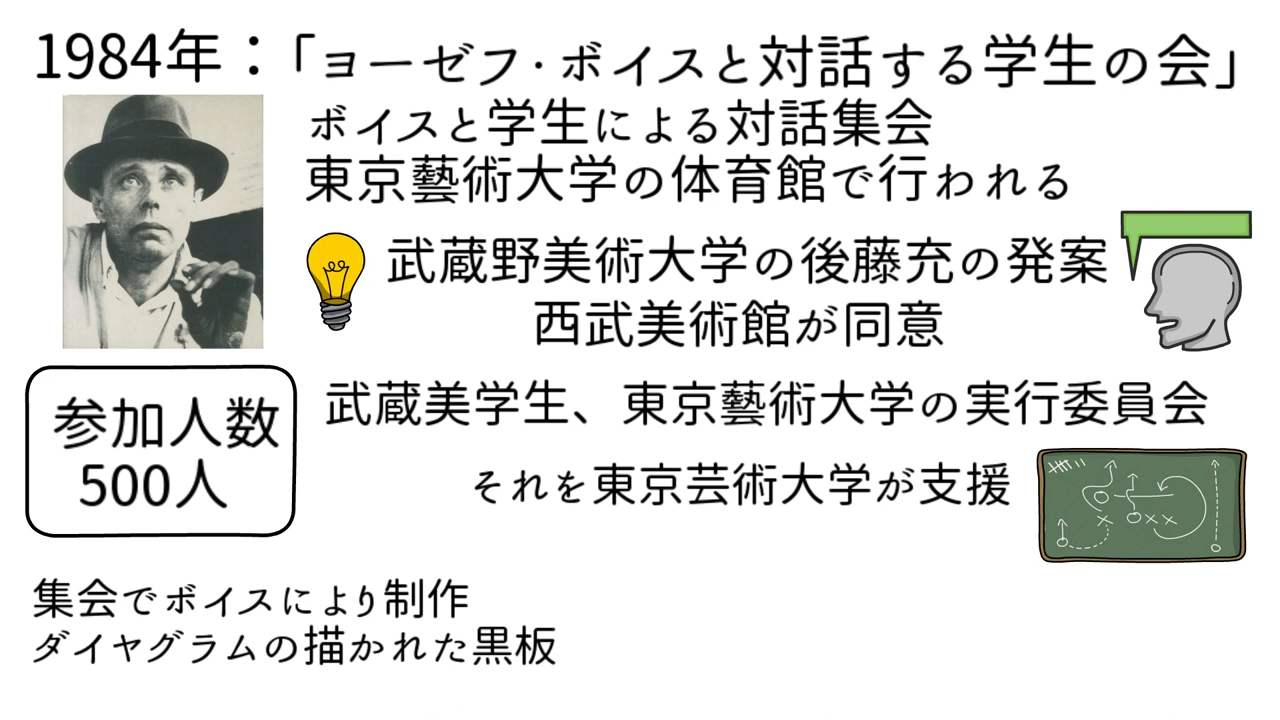 1984年：「ヨーゼフ・ボイスと対話する学生の会」
ボイスと学生による対話集会
東京藝術大学の体育館で行われる
武蔵野美術大学の後藤充の発案
西武美術館が同意
参加人数
500人
武蔵美学生、東京藝術大学の実行委員会
それを東京芸術大学が支援
集会でボイスにより制作
ダイヤグラムの描かれた黒板